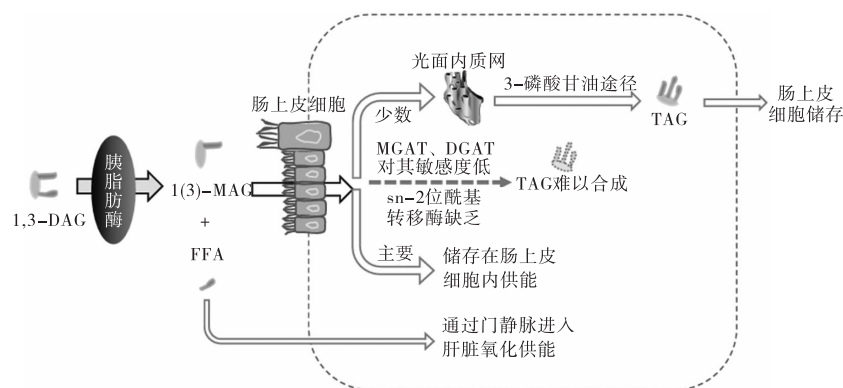 光面内质网
3-磷酸甘油途径
肠上皮细胞
少数
TAG
肠上皮
细胞储存
胰脂肪酶
MGAT、DGAT
对其敏感度低
1,3-DAG
1(3)-MAG
TAG难以合成
+
sn-2位酰基
转移酶缺乏
FFA
主要
储存在肠上皮
细胞内供能
通过门静脉进入
肝脏氧化供能